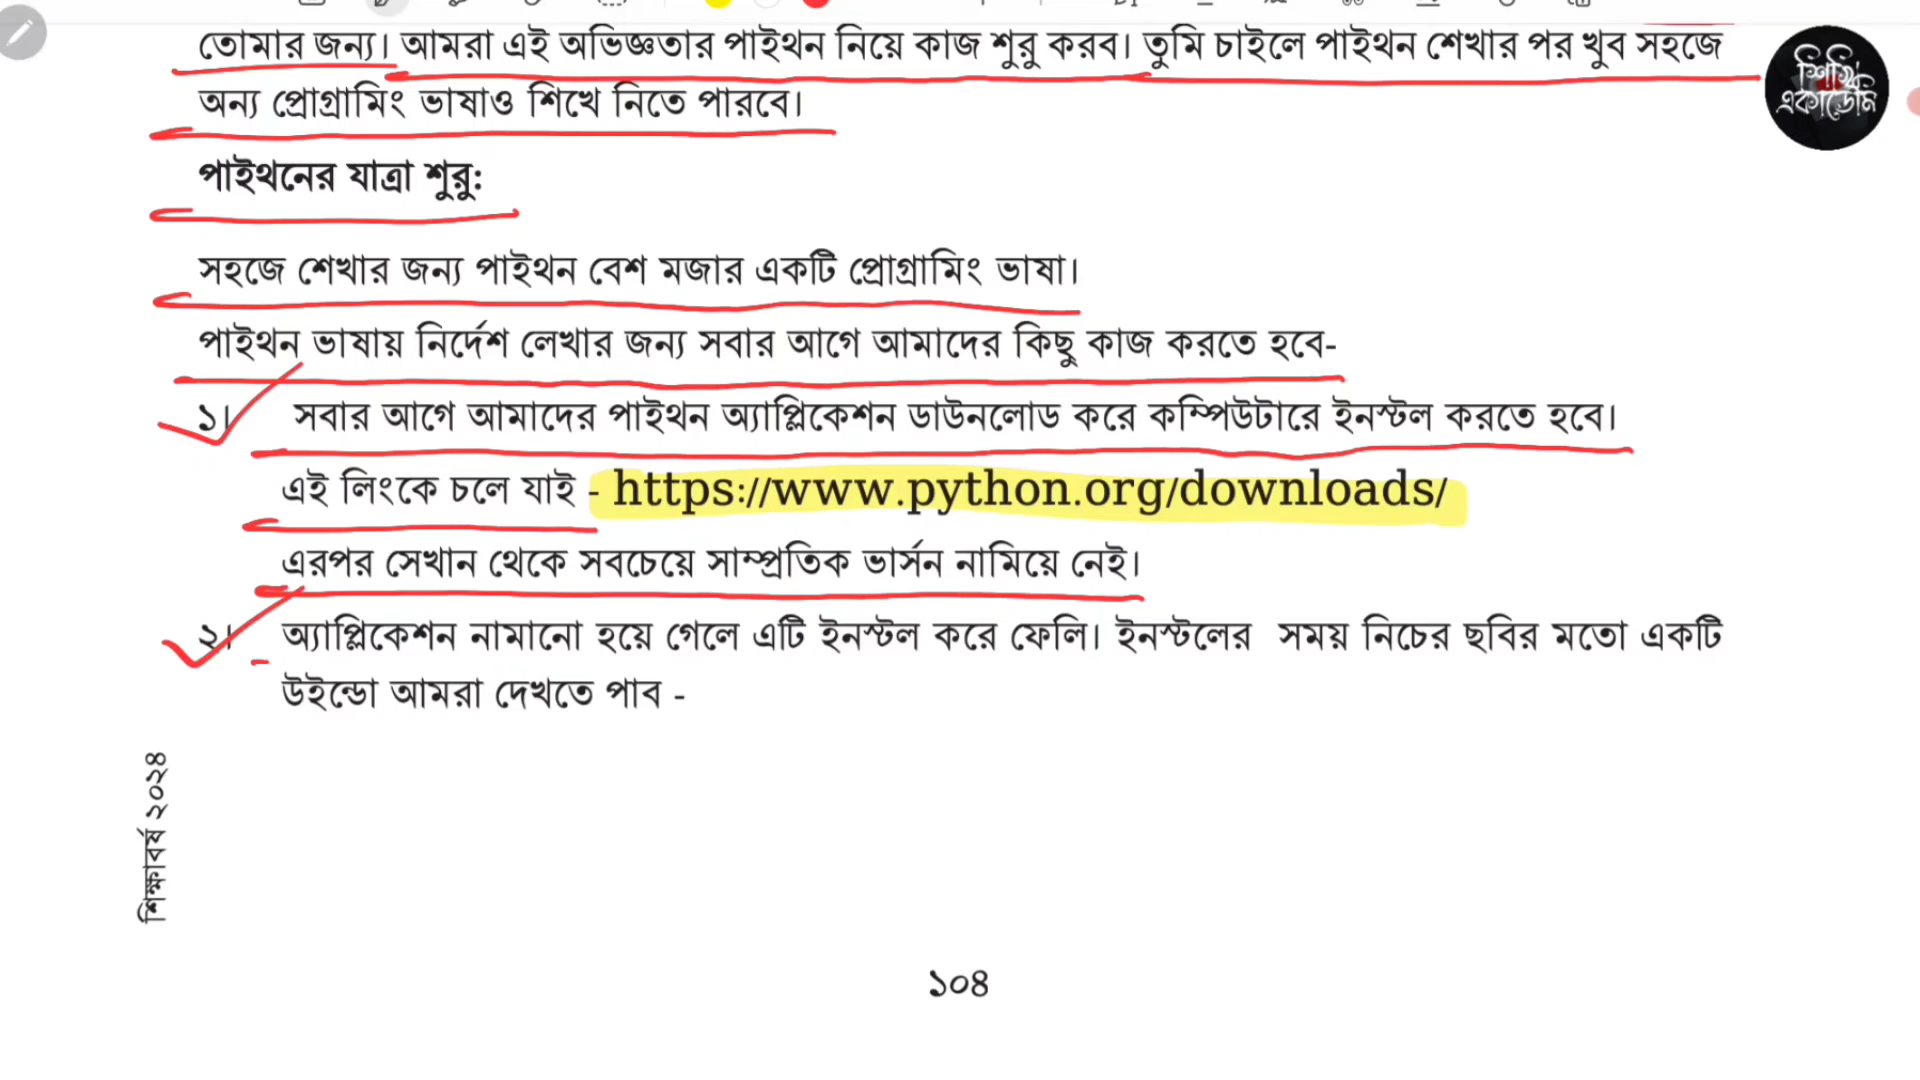 তোমার জন্য। আমরা এই অভিজ্ঞতার পাইথন নিয়ে কাজ শুরু করব। তুমি চাইলে পাইথন শেখার পর খুব সহজে
অন্য প্রোগ্রামিং ভাষাও শিখে নিতে পারবে।
পাইথনের যাত্রা শুরু:
সহজে শেখার জন্য পাইথন বেশ মজার একটি প্রোগ্রামিং ভাষা।
পাইথন ভাষায় নির্দেশ লেখার জন্য সবার আগে আমাদের কিছু কাজ করতে হবে-
১। সবার আগে আমাদের পাইথন অ্যাপ্লিকেশন ডাউনলোড করে কম্পিউটারে ইনস্টল করতে হবে।
এই লিংকে চলে যাই - https://www.python.org/downloads/
এরপর সেখান থেকে সবচেয়ে সাম্প্রতিক ভার্সন নামিয়ে নেই।
২। অ্যাপ্লিকেশন নামানো হয়ে গেলে এটি ইনস্টল করে ফেলি। ইনস্টলের সময় নিচের ছবির মতো একটি
উইন্ডো আমরা দেখতে পাব -
শিক্ষাবর্ষ ২০২৪
১০৪
শিখি
একাডেমি